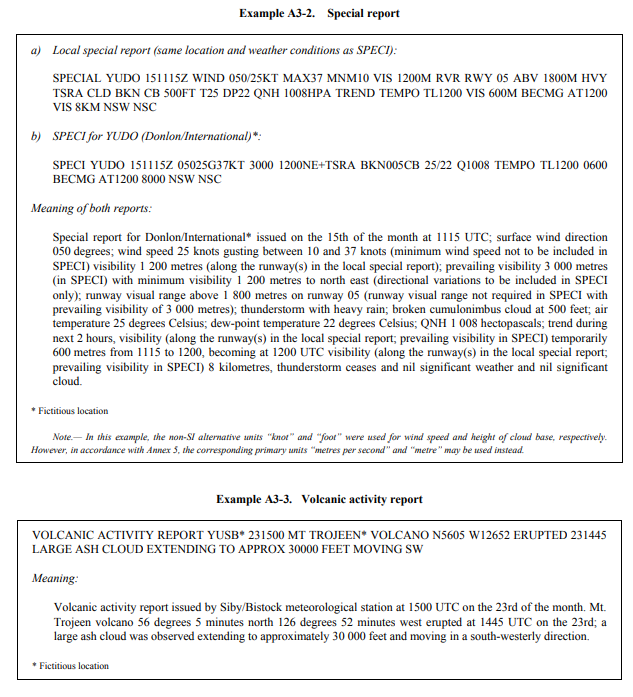 Example A3-2. Special report
a) Local special report (same location and weather conditions as SPECI):
SPECIAL YUDO 151115Z WIND 050/25KT MAX37 MNM10 VIS 1200M RVR RWY 05 ABV 1800M HVY
TSRA CLD BKN CB 500FT T25 DP22 QNH 1008HPA TREND TEMPO TL1200 VIS 600M BECMG AT1200
VIS 8KM NSW NSC
b) SPECI for YUDO (Donlon/International)*:
SPECI YUDO 151115Z 05025G37KT 3000 1200NE+TSRA BKN005CB 25/22 Q1008 TEMPO TL1200 0600
BECMG AT1200 8000 NSW NSC
Meaning of both reports:
Special report for Donlon/International* issued on the 15th of the month at 1115 UTC; surface wind direction
050 degrees; wind speed 25 knots gusting between 10 and 37 knots (minimum wind speed not to be included in
SPECI) visibility 1 200 metres (along the runway(s) in the local special report); prevailing visibility 3 000 metres
(in SPECI) with minimum visibility 1 200 metres to north east (directional variations to be included in SPECI
only); runway visual range above 1 800 metres on runway 05 (runway visual range not required in SPECI with
prevailing visibility of 3 000 metres); thunderstorm with heavy rain; broken cumulonimbus cloud at 500 feet; air
temperature 25 degrees Celsius; dew-point temperature 22 degrees Celsius; QNH 1 008 hectopascals; trend during
next 2 hours, visibility (along the runway(s) in the local special report; prevailing visibility in SPECI) temporarily
600 metres from 1115 to 1200, becoming at 1200 UTC visibility (along the runway(s) in the local special report;
prevailing visibility in SPECI) 8 kilometres, thunderstorm ceases and nil significant weather and nil significant
cloud.
* Fictitious location
Note.— In this example, the non-SI alternative units “knot” and “foot” were used for wind speed and height of cloud base, respectively.
However, in accordance with Annex 5, the corresponding primary units “metres per second” and “metre” may be used instead.
Example A3-3. Volcanic activity report
VOLCANIC ACTIVITY REPORT YUSB* 231500 MT TROJEEN* VOLCANO N5605 W12652 ERUPTED 231445
LARGE ASH CLOUD EXTENDING TO APPROX 30000 FEET MOVING SW
Meaning:
Volcanic activity report issued by Siby/Bistock meteorological station at 1500 UTC on the 23rd of the month. Mt.
Trojeen volcano 56 degrees 5 minutes north 126 degrees 52 minutes west erupted at 1445 UTC on the 23rd; a
large ash cloud was observed extending to approximately 30 000 feet and moving in a south-westerly direction.
* Fictitious location